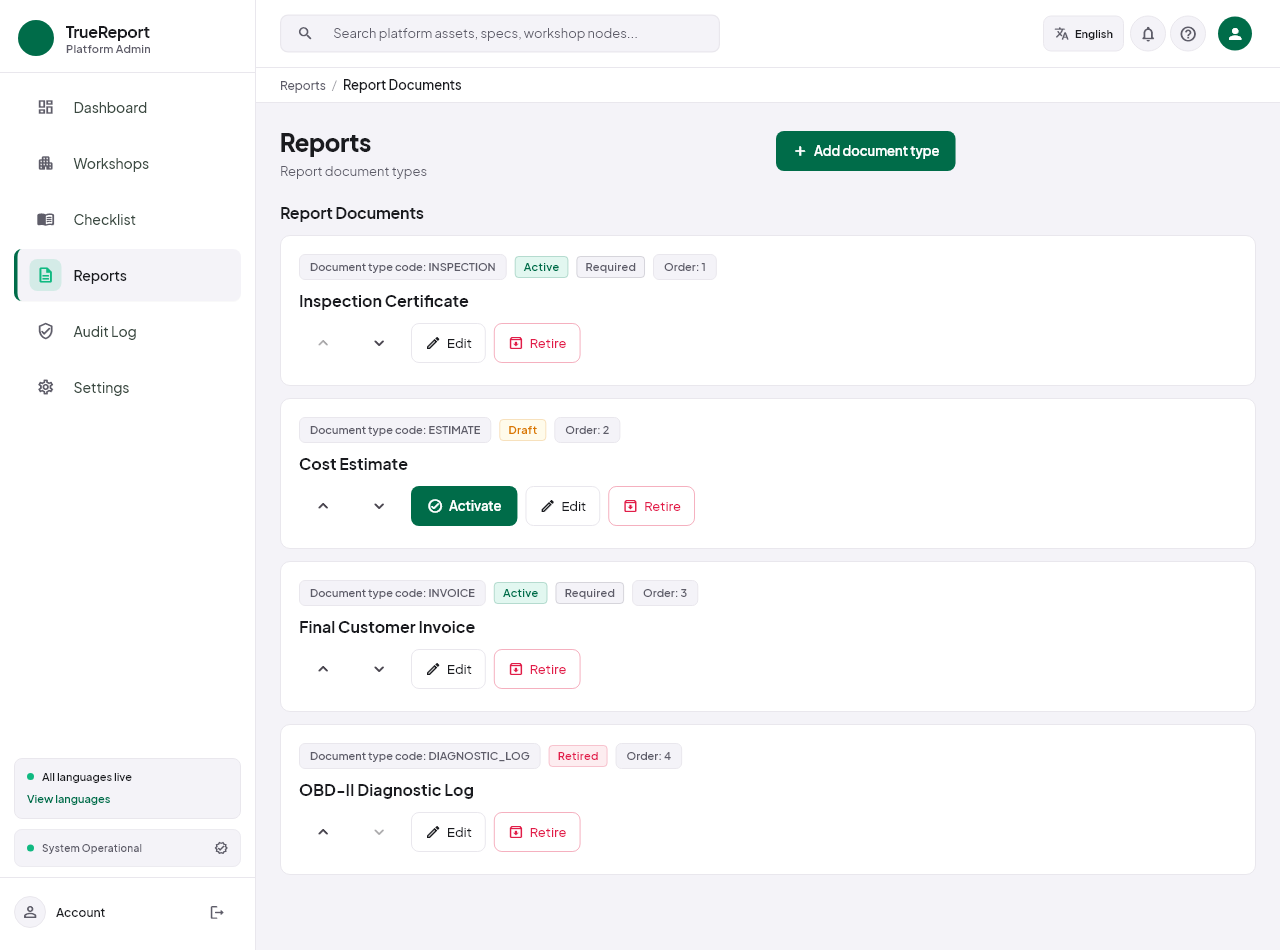 TrueReport
Platform Admin
Search platform assets, specs, workshop nodes...
English
Dashboard
Workshops
Checklist
Reports
Audit Log
Settings
Reports / Report Documents
Reports
Report document types
Add document type
Report Documents
Document type code: INSPECTION Active Required Order: 1
Inspection Certificate
Edit Retire
Document type code: ESTIMATE Draft Order: 2
Cost Estimate
Activate Edit Retire
Document type code: INVOICE Active Required Order: 3
Final Customer Invoice
Edit Retire
Document type code: DIAGNOSTIC_LOG Retired Order: 4
OBD-II Diagnostic Log
Edit Retire
All languages live
View languages
System Operational
Account